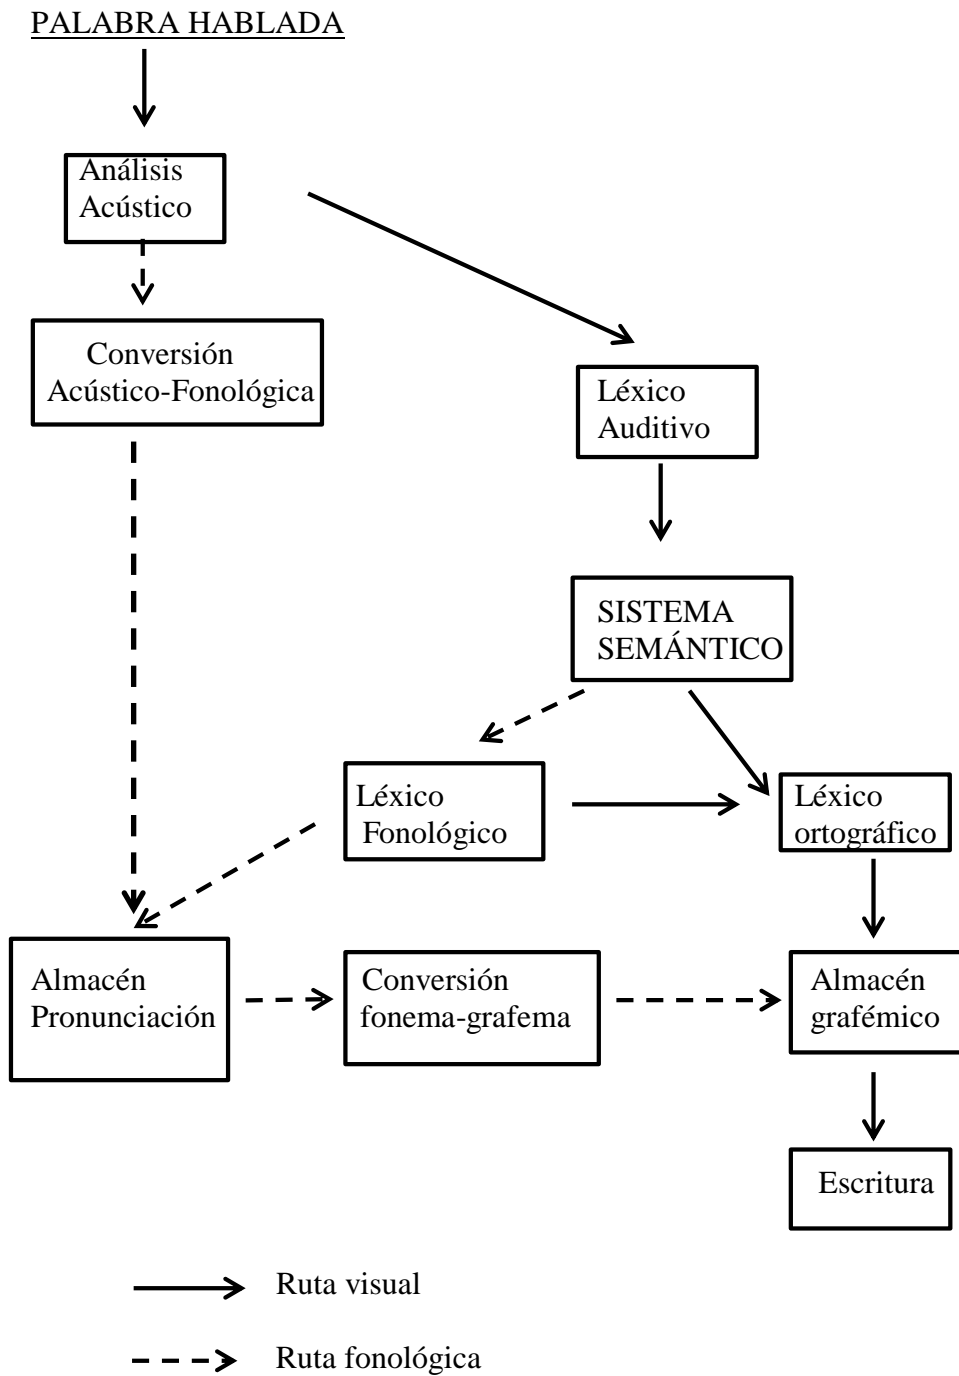 PALABRA HABLADA
Análisis
Acústico
Conversión
Acústico-Fonológica
Léxico
Auditivo
SISTEMA
SEMÁNTICO
Léxico
Fonológico
Léxico
ortográfico
Almacén
Pronunciación
Conversión
fonema-grafema
Almacén
grafémico
Escritura
Ruta visual
Ruta fonológica